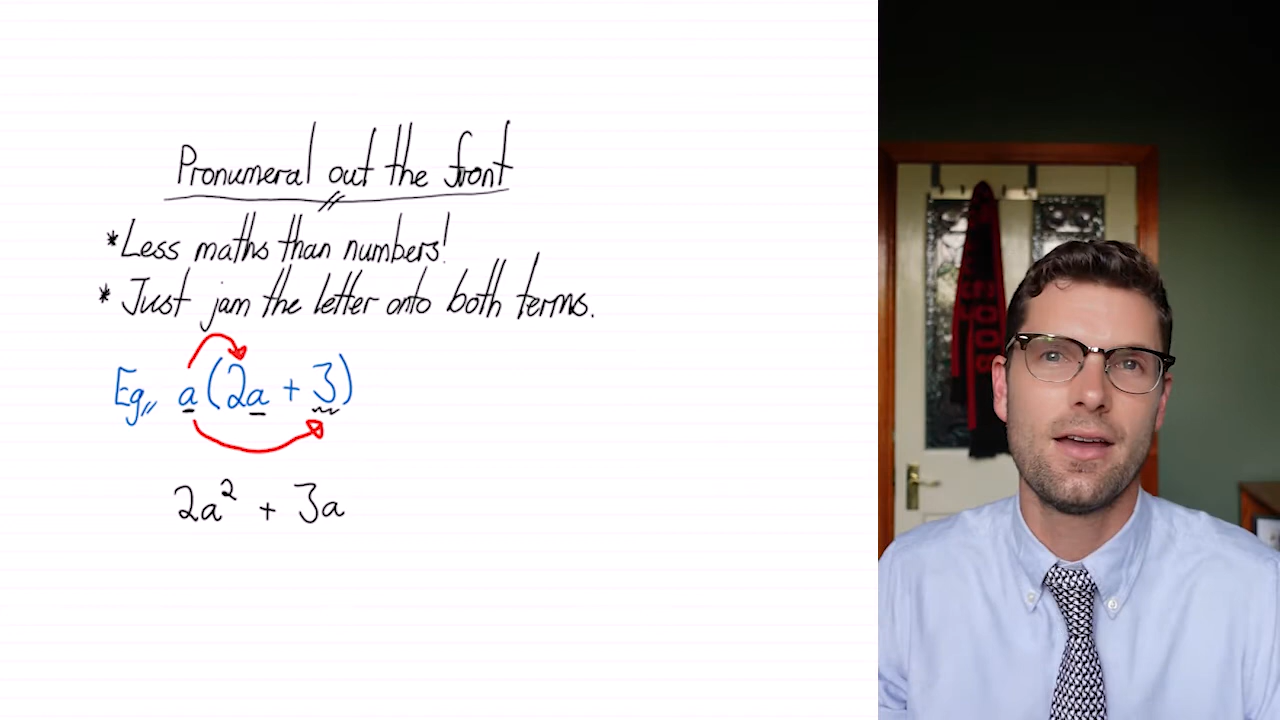 Pronumeral out the front
*Less maths than numbers!
* Just jam the letter onto both terms.
Eg,, a(2a + 3)
2a² + 3a